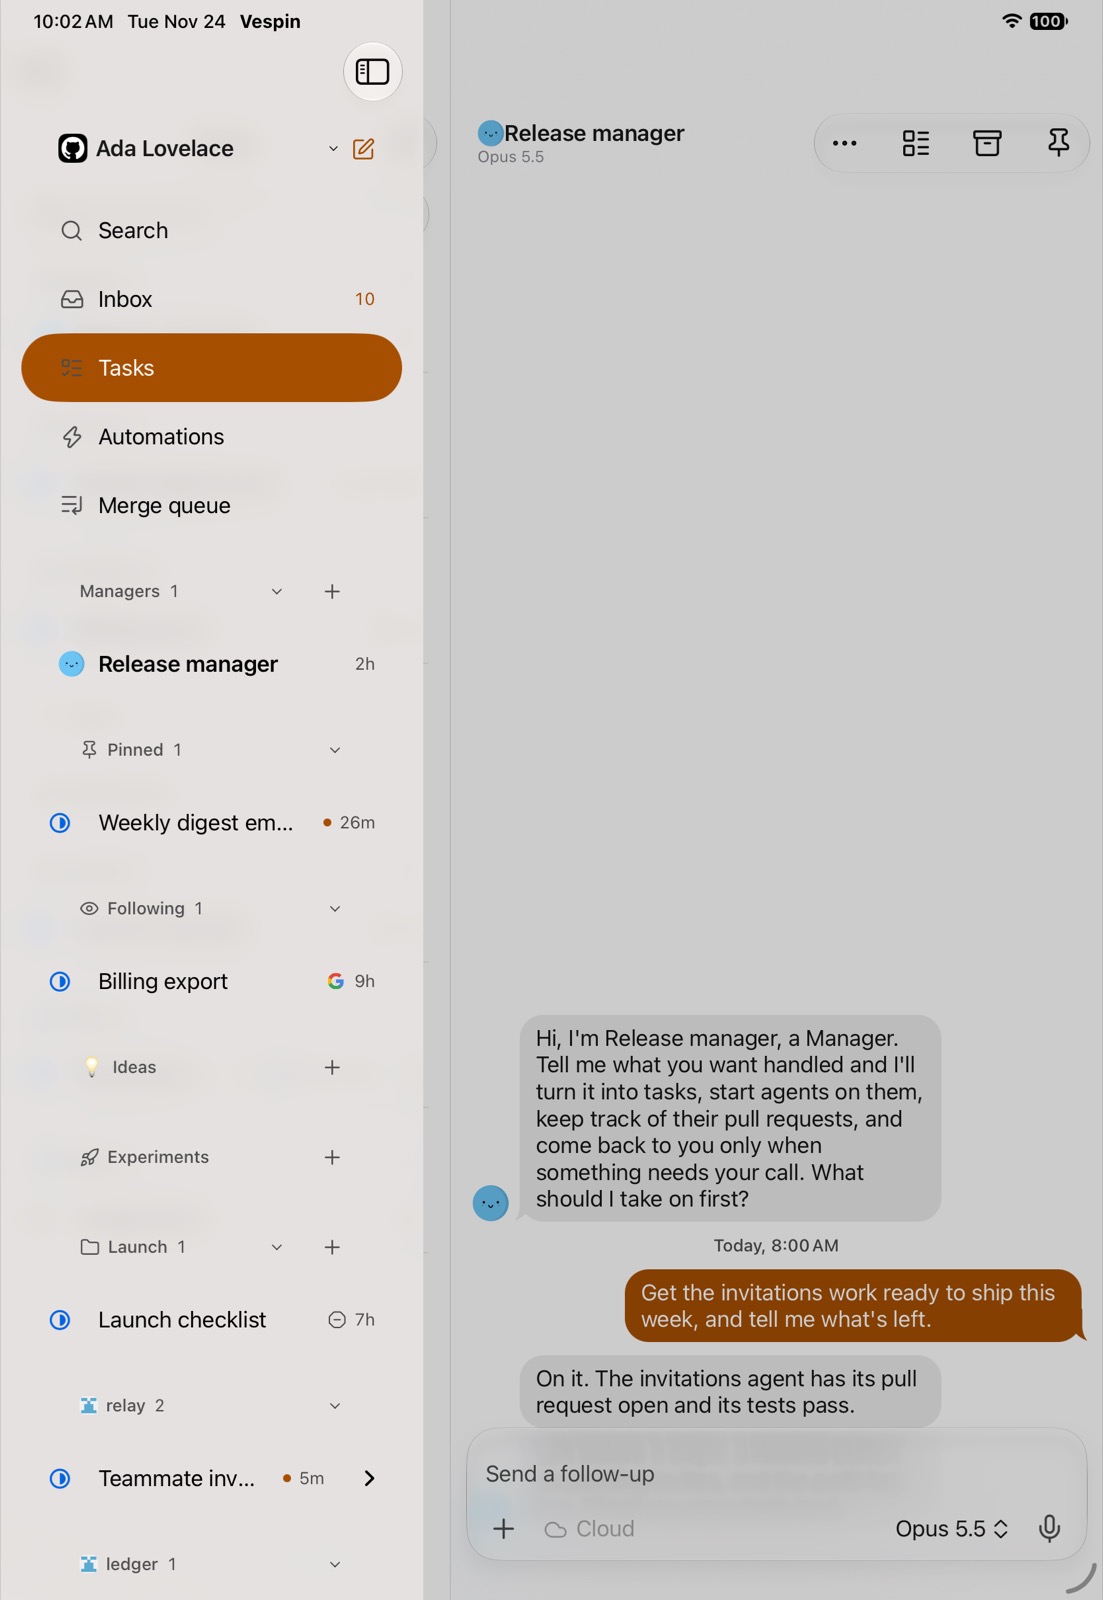 10:02 AM Tue Nov 24 Vespin
100
Ada Lovelace
Search
Inbox 10
Tasks
Automations
Merge queue
Managers 1
Release manager 2h
Pinned 1
Weekly digest em... 26m
Following 1
Billing export 9h
Ideas
Experiments
Launch 1
Launch checklist 7h
relay 2
Teammate inv... 5m
ledger 1
Release manager
Opus 5.5
Hi, I'm Release manager, a Manager.
Tell me what you want handled and I'll
turn it into tasks, start agents on them,
keep track of their pull requests, and
come back to you only when
something needs your call. What
should I take on first?
Today, 8:00 AM
Get the invitations work ready to ship this
week, and tell me what's left.
On it. The invitations agent has its pull
request open and its tests pass.
Send a follow-up
Cloud
Opus 5.5